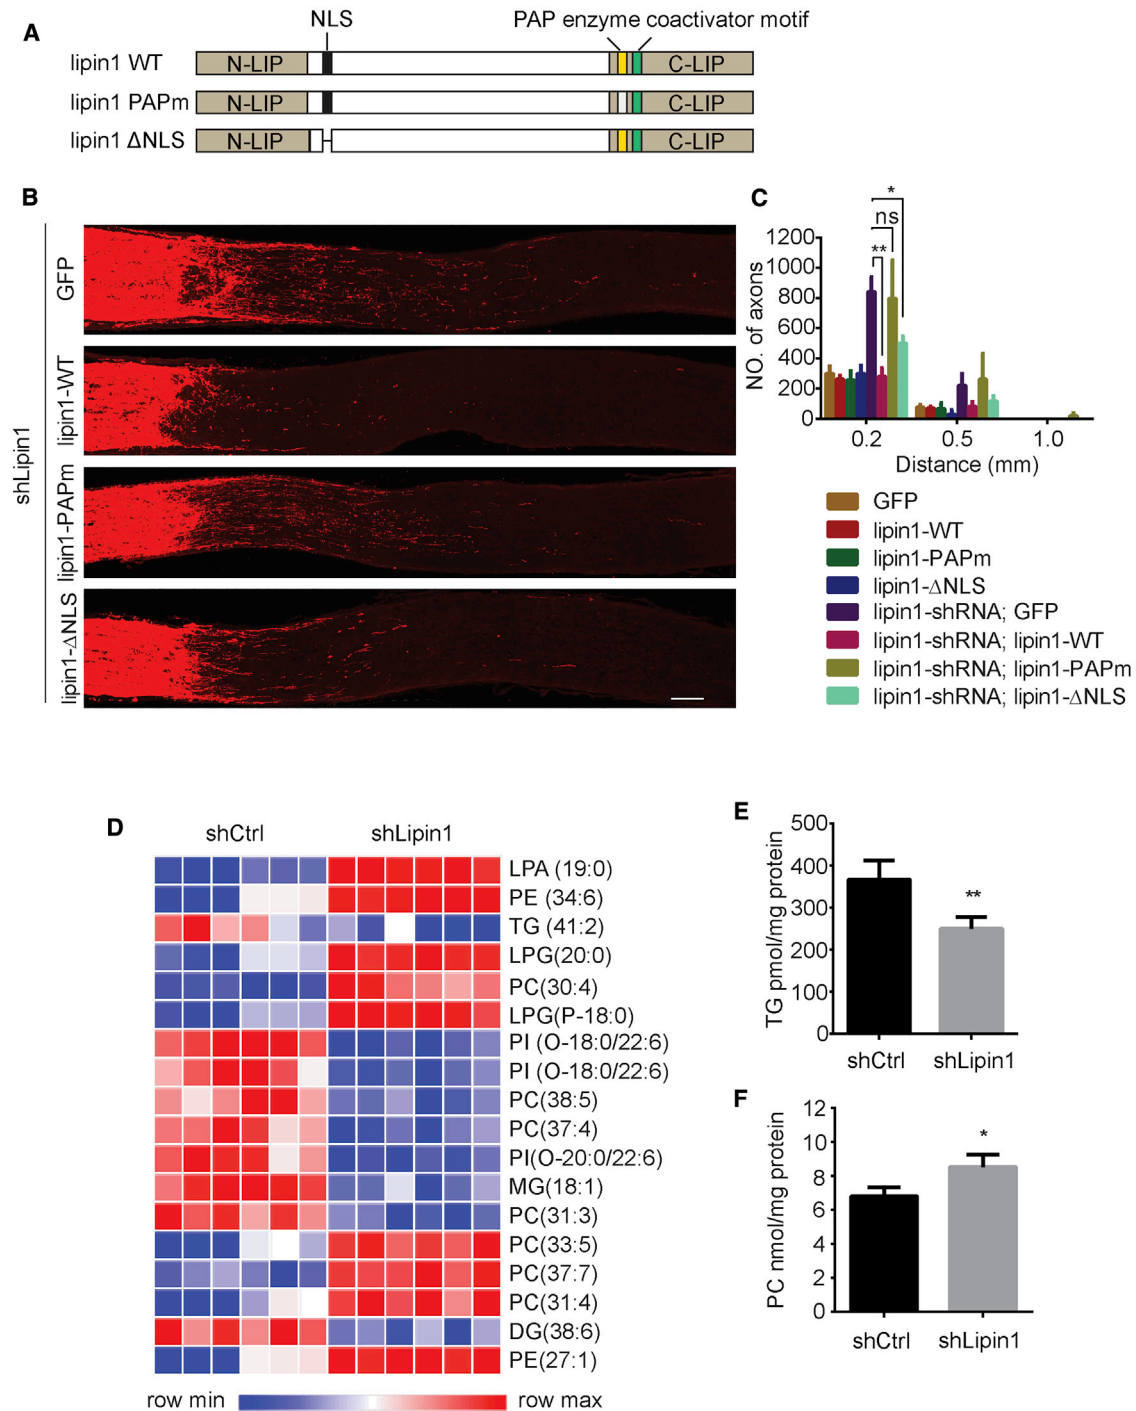 A
NLS
PAP enzyme coactivator motif
lipin1 WT
N-LIP
C-LIP
lipin1 PAPm
N-LIP
C-LIP
lipin1 ΔNLS
N-LIP
C-LIP
B
shLipin1
GFP
lipin1-WT
lipin1-PAPm
lipin1-ΔNLS
C
*
ns
**
NO. of axons
1200
1000
800
600
400
200
0
0.2
0.5
1.0
Distance (mm)
GFP
lipin1-WT
lipin1-PAPm
lipin1-ΔNLS
lipin1-shRNA; GFP
lipin1-shRNA; lipin1-WT
lipin1-shRNA; lipin1-PAPm
lipin1-shRNA; lipin1-ΔNLS
D
shCtrl
shLipin1
LPA (19:0)
PE (34:6)
TG (41:2)
LPG(20:0)
PC(30:4)
LPG(P-18:0)
PI (O-18:0/22:6)
PI (O-18:0/22:6)
PC(38:5)
PC(37:4)
PI(O-20:0/22:6)
MG(18:1)
PC(31:3)
PC(33:5)
PC(37:7)
PC(31:4)
DG(38:6)
PE(27:1)
row min
row max
E
TG pmol/mg protein
500
400
300
200
100
0
**
shCtrl
shLipin1
F
PC nmol/mg protein
12
10
8
6
4
2
0
*
shCtrl
shLipin1